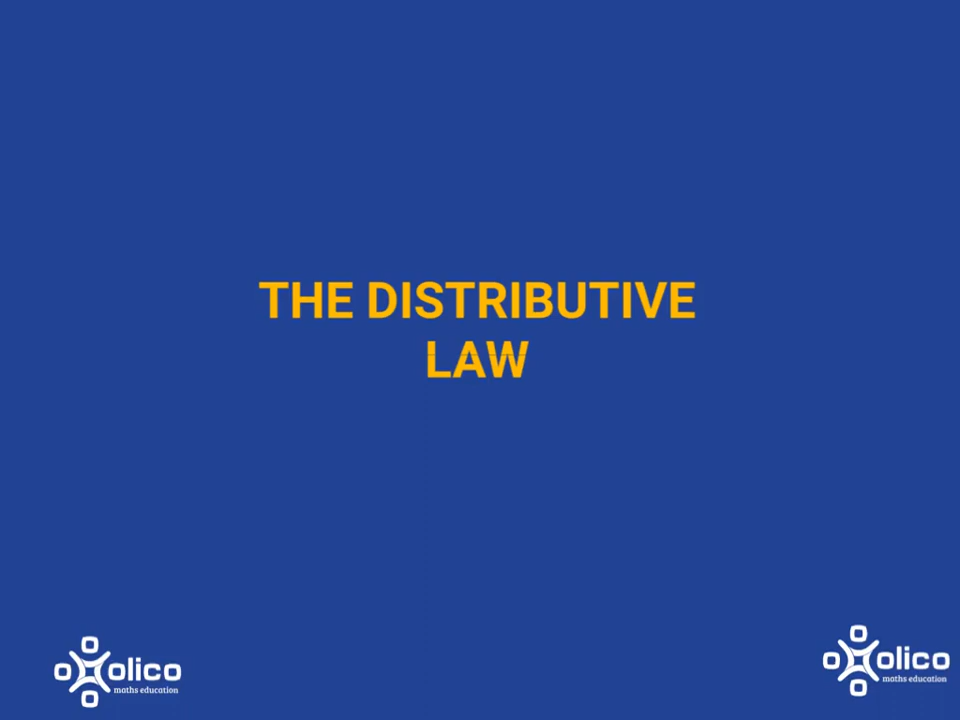 THE DISTRIBUTIVE
LAW
olico
maths education
olico
maths education